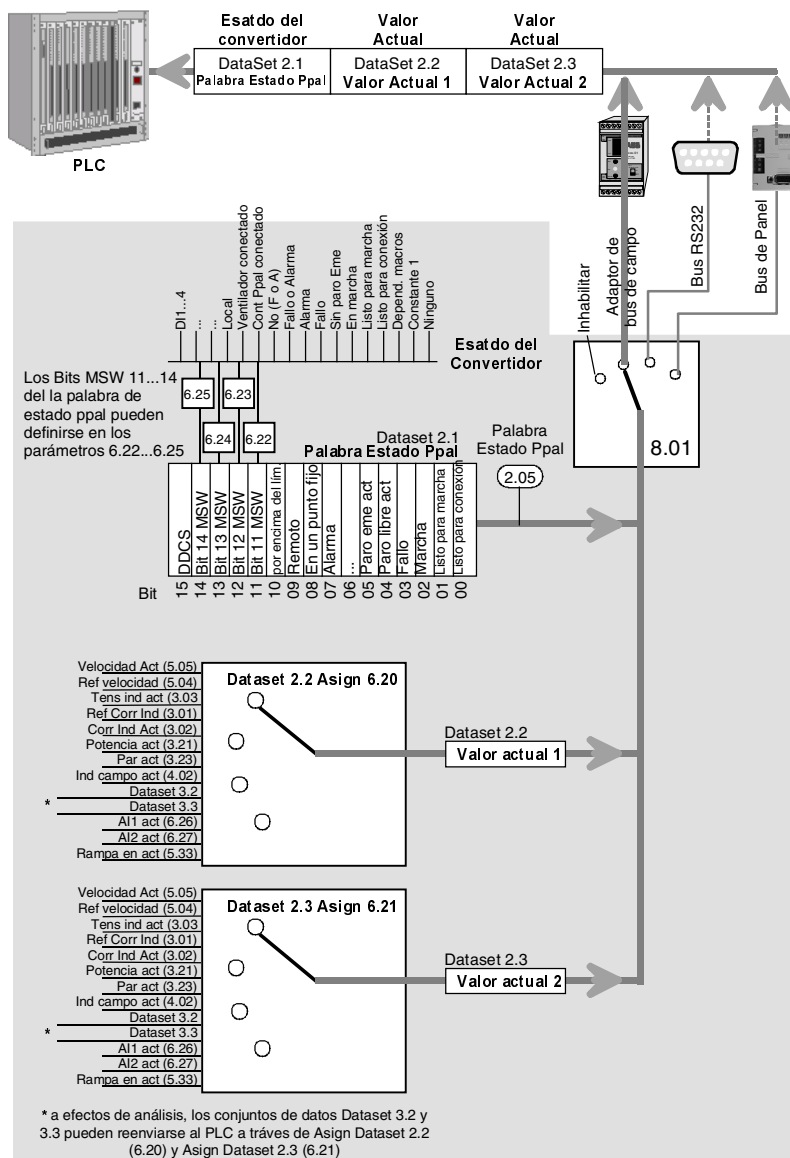 Esatdo del
convertidor
Valor
Actual
Valor
Actual
DataSet 2.1
Palabra Estado Ppal
DataSet 2.2
Valor Actual 1
DataSet 2.3
Valor Actual 2
PLC
ABB
Inhabilitar
Adaptor de
bus de campo
Bus RS232
Bus de Panel
8.01
DI1...4
...
...
Local
Ventilador conectado
Cont Ppal conectado
No (F o A)
Fallo o Alarma
Alarma
Fallo
Sin paro Eme
En marcha
Listo para marcha
Listo para conexión
Depend. macros
Constante 1
Ninguno
Esatdo del
Convertidor
Los Bits MSW 11...14
del la palabra de
estado ppal pueden
definirse en los
parámetros 6.22...6.25
6.25
6.23
6.24
6.22
Dataset 2.1
Palabra Estado Ppal
Palabra
Estado Ppal
2.05
DDCS
Bit 14 MSW
Bit 13 MSW
Bit 12 MSW
Bit 11 MSW
por encima del lim.
Remoto
En un punto fijo
Alarma
...
Paro eme act
Paro libre act
Fallo
Marcha
Listo para marcha
Listo para conexión
Bit 15 14 13 12 11 10 09 08 07 06 05 04 03 02 01 00
Velocidad Act (5.05)
Ref velocidad (5.04)
Tens ind act (3.03
Ref Corr Ind (3.01)
Corr Ind Act (3.02)
Potencia act (3.21)
Par act (3.23)
Ind campo act (4.02)
Dataset 3.2
* Dataset 3.3
AI1 act (6.26)
AI2 act (6.27)
Rampa en act (5.33)
Dataset 2.2 Asign 6.20
Dataset 2.2
Valor actual 1
Velocidad Act (5.05)
Ref velocidad (5.04)
Tens ind act (3.03
Ref Corr Ind (3.01)
Corr Ind Act (3.02)
Potencia act (3.21)
Par act (3.23)
Ind campo act (4.02)
Dataset 3.2
* Dataset 3.3
AI1 act (6.26)
AI2 act (6.27)
Rampa en act (5.33)
Dataset 2.3 Asign 6.21
Dataset 2.3
Valor actual 2
* a efectos de análisis, los conjuntos de datos Dataset 3.2 y
3.3 pueden reenviarse al PLC a tráves de Asign Dataset 2.2
(6.20) y Asign Dataset 2.3 (6.21)